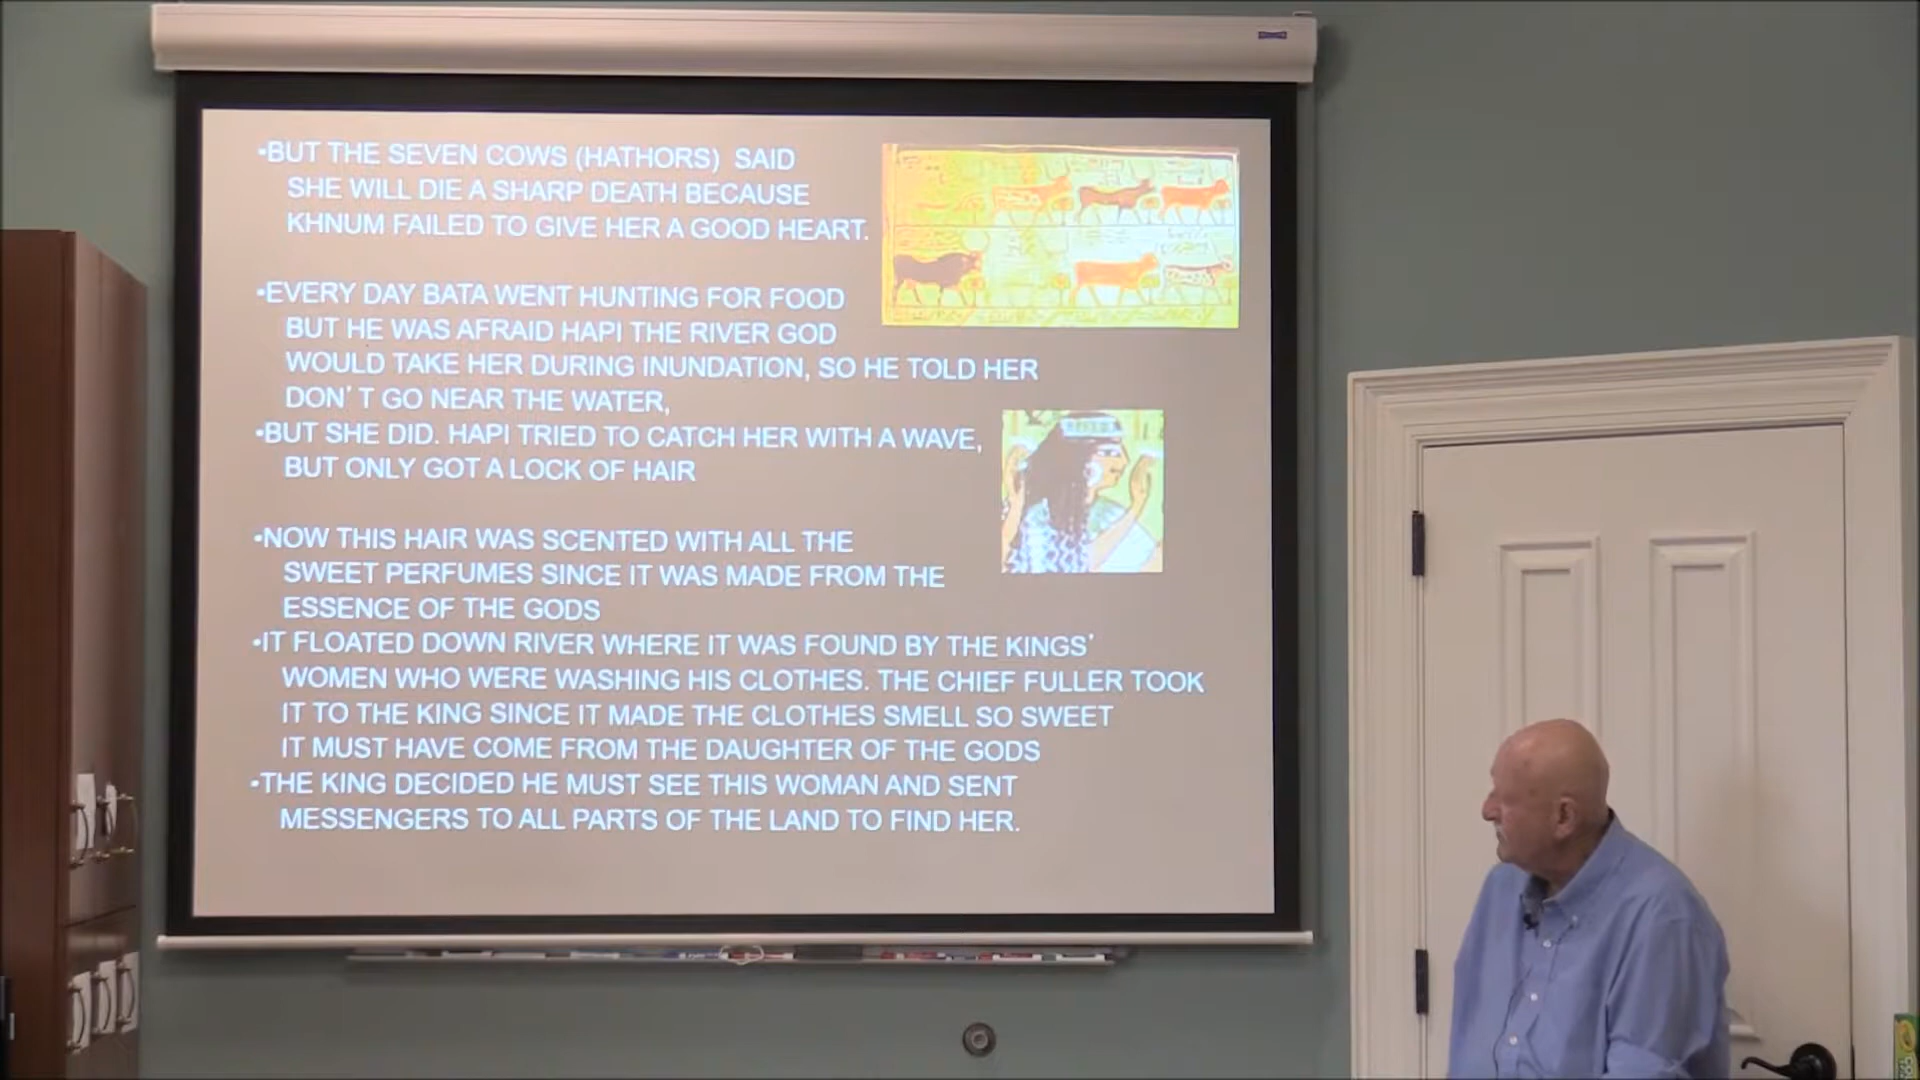 •BUT THE SEVEN COWS (HATHORS) SAID
SHE WILL DIE A SHARP DEATH BECAUSE
KHNUM FAILED TO GIVE HER A GOOD HEART.
•EVERY DAY BATA WENT HUNTING FOR FOOD
BUT HE WAS AFRAID HAPI THE RIVER GOD
WOULD TAKE HER DURING INUNDATION, SO HE TOLD HER
DON'T GO NEAR THE WATER,
•BUT SHE DID. HAPI TRIED TO CATCH HER WITH A WAVE,
BUT ONLY GOT A LOCK OF HAIR
•NOW THIS HAIR WAS SCENTED WITH ALL THE
SWEET PERFUMES SINCE IT WAS MADE FROM THE
ESSENCE OF THE GODS
•IT FLOATED DOWN RIVER WHERE IT WAS FOUND BY THE KINGS'
WOMEN WHO WERE WASHING HIS CLOTHES. THE CHIEF FULLER TOOK
IT TO THE KING SINCE IT MADE THE CLOTHES SMELL SO SWEET
IT MUST HAVE COME FROM THE DAUGHTER OF THE GODS
•THE KING DECIDED HE MUST SEE THIS WOMAN AND SENT
MESSENGERS TO ALL PARTS OF THE LAND TO FIND HER.